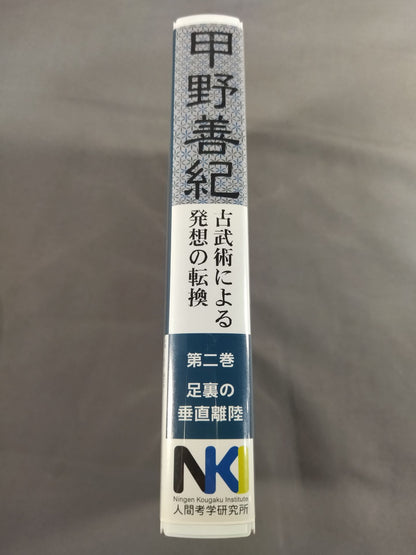 甲野善紀
古武術による
発想の転換
第二巻
足裏の
垂直離陸
NKI
Ningen Kougaku Institute
人間考学研究所